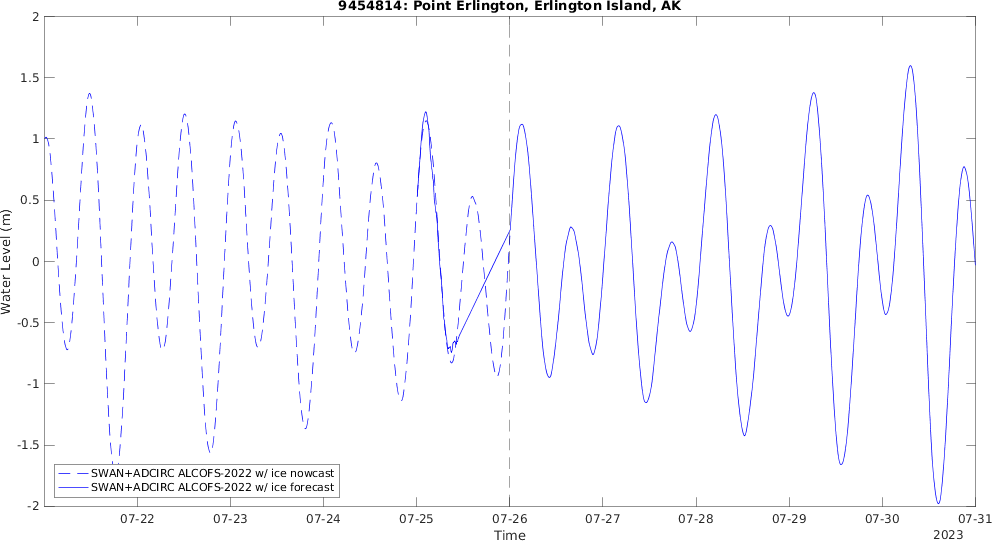 9454814: Point Erlington, Erlington Island, AK
Water Level (m)
2
1.5
1
0.5
0
-0.5
-1
-1.5
-2
SWAN+ADCIRC ALCOFS-2022 w/ ice nowcast
SWAN+ADCIRC ALCOFS-2022 w/ ice forecast
07-22 07-23 07-24 07-25 07-26 07-27 07-28 07-29 07-30 07-31
Time
2023